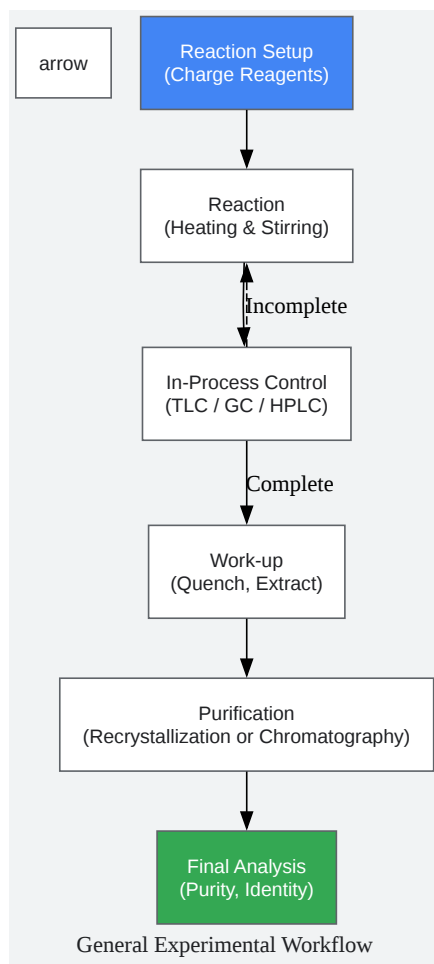 arrow
Reaction Setup
(Charge Reagents)
Reaction
(Heating & Stirring)
Incomplete
In-Process Control
(TLC / GC / HPLC)
Complete
Work-up
(Quench, Extract)
Purification
(Recrystallization or Chromatography)
Final Analysis
(Purity, Identity)
General Experimental Workflow